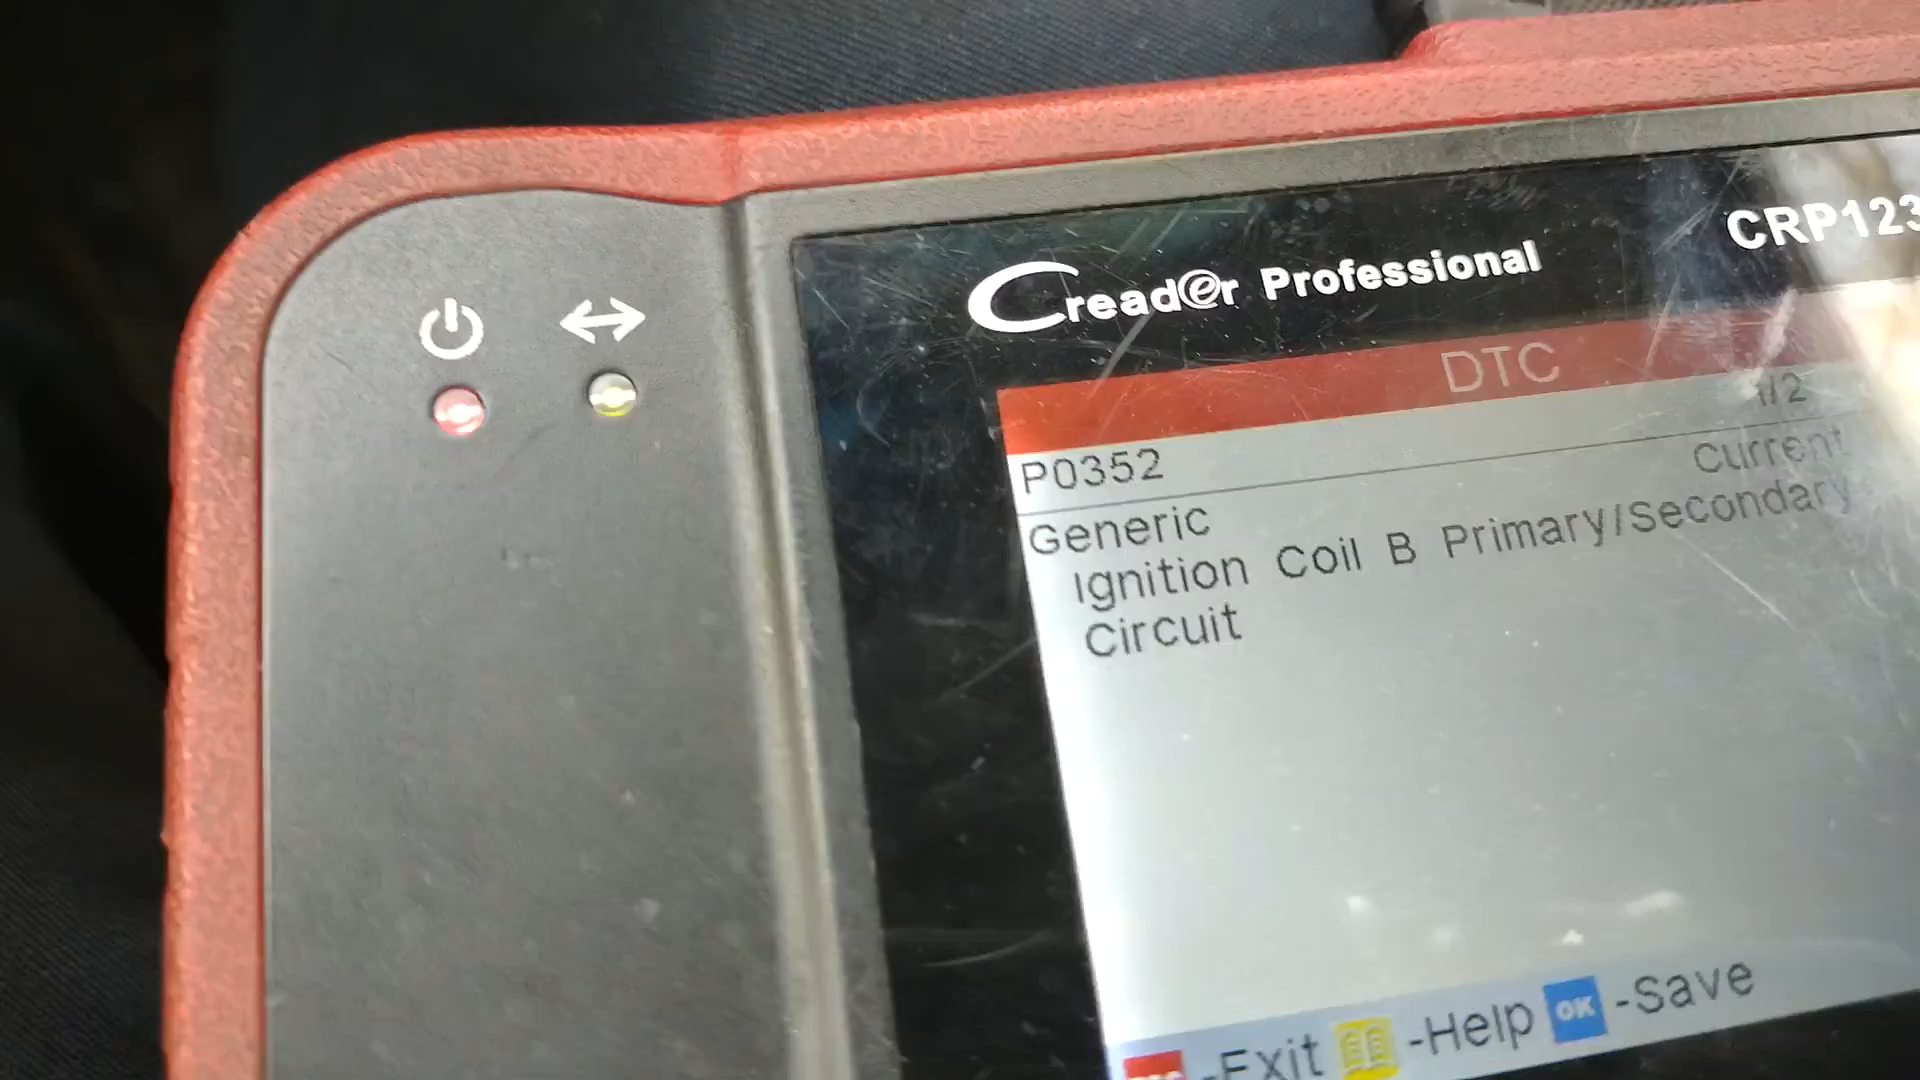 Creader Professional
CRP123
DTC
1/2
P0352
Current
Generic
Ignition Coil B Primary/Secondary
Circuit
-Exit
-Help
OK
-Save